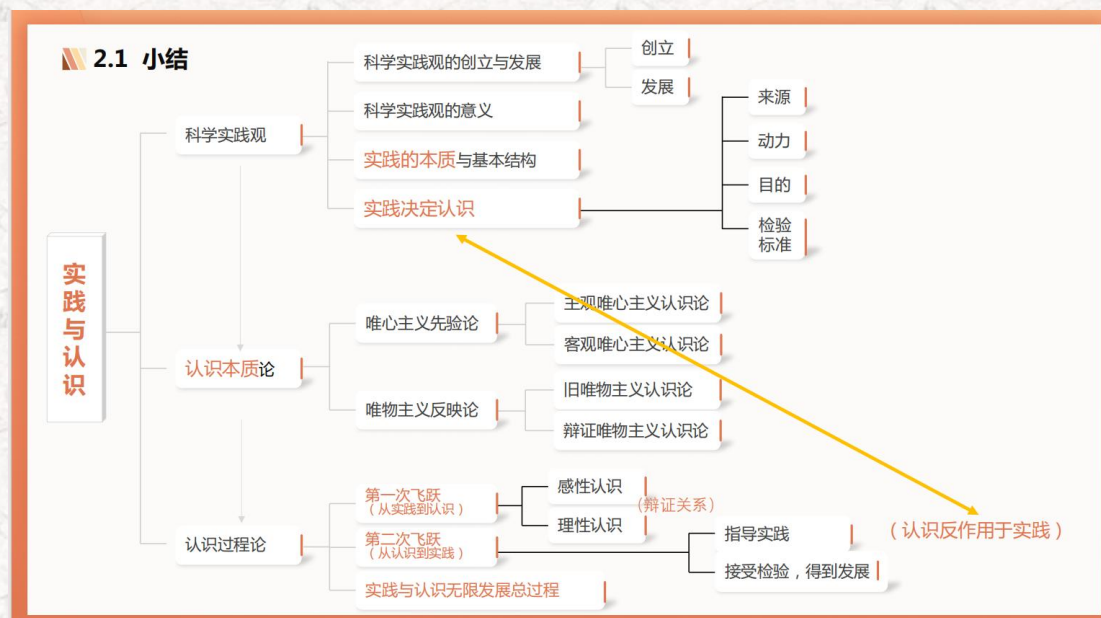 2.1 小结
实践与认识
科学实践观
科学实践观的创立与发展
创立
发展
科学实践观的意义
实践的本质与基本结构
实践决定认识
来源
动力
目的
检验
标准
认识本质论
唯心主义先验论
主观唯心主义认识论
客观唯心主义认识论
唯物主义反映论
旧唯物主义认识论
辩证唯物主义认识论
认识过程论
第一次飞跃
（从实践到认识）
感性认识
理性认识
(辩证关系）
第二次飞跃
（从认识到实践）
指导实践
接受检验，得到发展
（认识反作用于实践）
实践与认识无限发展总过程